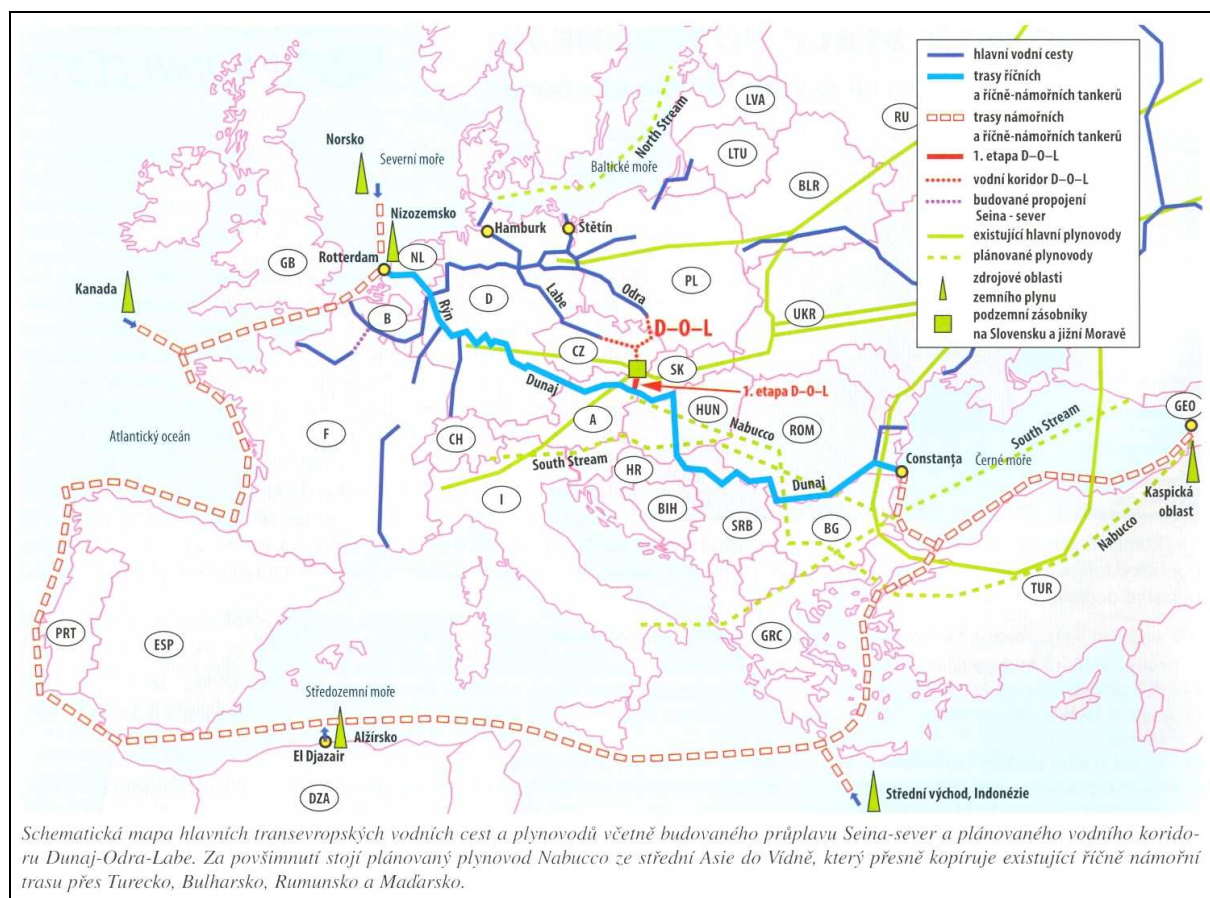 hlavní vodní cesty
trasy říčních
a říčně-námořních tankerů
trasy námořních
a říčně-námořních tankerů
1. etapa D–O–L
vodní koridor D–O–L
budované propojení
Seina - sever
existující hlavní plynovody
plánované plynovody
zdrojové oblasti
zemního plynu
podzemní zásobníky
na Slovensku a jižní Moravě
LVA
RU
North Stream
Norsko
Severní moře
LTU
Baltické moře
BLR
Nizozemsko
Hamburk
Štětín
GB
Rotterdam
NL
Kanada
D
PL
Rýn
Labe
Odra
B
UKR
D–O–L
CZ
SK
Dunaj
1. etapa D–O–L
GEO
HUN
A
Nabucco
ROM
F
CH
Atlantický oceán
South Stream
South Stream
Constanța
Černé moře
HR
Dunaj
I
Kaspická
oblast
BIH
SRB
BG
Nabucco
TUR
PRT
ESP
GRC
Středozemní moře
Alžírsko
El Djazair
DZA
Střední východ, Indonézie
Schematická mapa hlavních transevropských vodních cest a plynovodů včetně budovaného průplavu Seina-sever a plánovaného vodního korido-
ru Dunaj-Odra-Labe. Za povšimnutí stojí plánovaný plynovod Nabucco ze střední Asie do Vídně, který přesně kopíruje existující říčně námořní
trasu přes Turecko, Bulharsko, Rumunsko a Maďarsko.